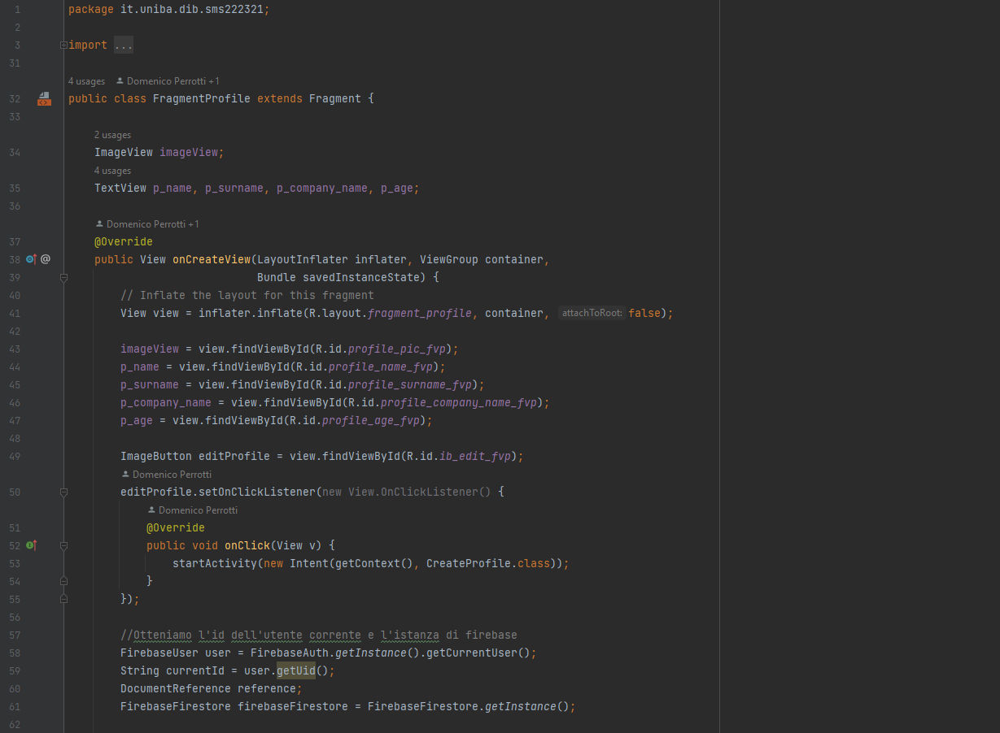 1 package it.uniba.dib.sms222321;
2
3 import ...
31
4 usages Domenico Perrotti +1
32 public class FragmentProfile extends Fragment {
33
2 usages
34 ImageView imageView;
4 usages
35 TextView p_name, p_surname, p_company_name, p_age;
36
Domenico Perrotti +1
37 @Override
38 @ public View onCreateView(LayoutInflater inflater, ViewGroup container,
39 Bundle savedInstanceState) {
40 // Inflate the layout for this fragment
41 View view = inflater.inflate(R.layout.fragment_profile, container, attachToRoot: false);
42
43 imageView = view.findViewById(R.id.profile_pic_fvp);
44 p_name = view.findViewById(R.id.profile_name_fvp);
45 p_surname = view.findViewById(R.id.profile_surname_fvp);
46 p_company_name = view.findViewById(R.id.profile_company_name_fvp);
47 p_age = view.findViewById(R.id.profile_age_fvp);
48
49 ImageButton editProfile = view.findViewById(R.id.ib_edit_fvp);
Domenico Perrotti
50 editProfile.setOnClickListener(new View.OnClickListener() {
Domenico Perrotti
51 @Override
52 public void onClick(View v) {
53 startActivity(new Intent(getContext(), CreateProfile.class));
54 }
55 });
56
57 //Otteniamo l'id dell'utente corrente e l'istanza di firebase
58 FirebaseUser user = FirebaseAuth.getInstance().getCurrentUser();
59 String currentId = user.getUid();
60 DocumentReference reference;
61 FirebaseFirestore firebaseFirestore = FirebaseFirestore.getInstance();
62